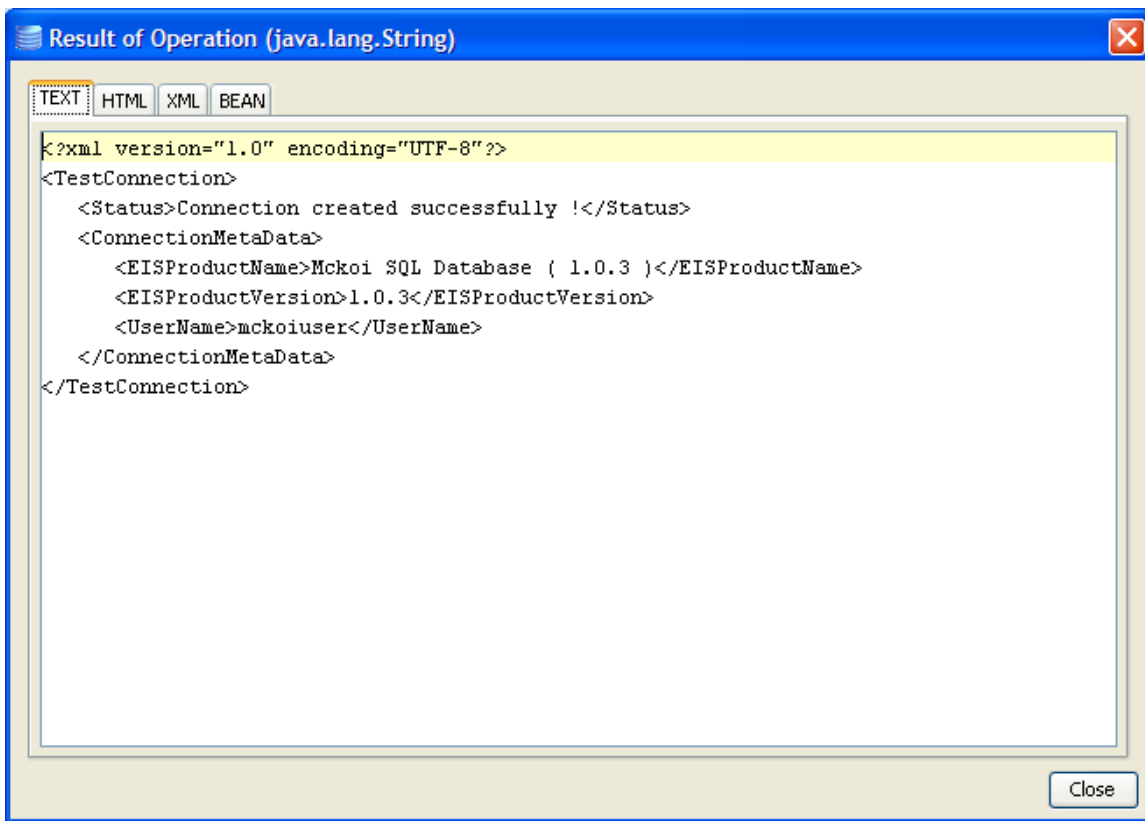 Result of Operation (java.lang.String)
TEXT HTML XML BEAN
<?xml version="1.0" encoding="UTF-8"?>
<TestConnection>
   <Status>Connection created successfully !</Status>
   <ConnectionMetaData>
      <EISProductName>Mckoi SQL Database ( 1.0.3 )</EISProductName>
      <EISProductVersion>1.0.3</EISProductVersion>
      <UserName>mckoiuser</UserName>
   </ConnectionMetaData>
</TestConnection>
Close